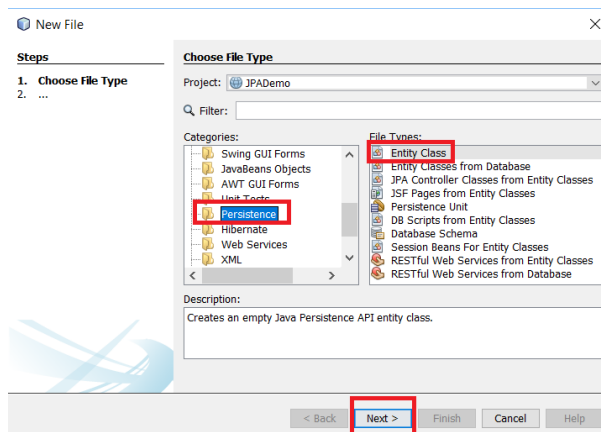 New File
Steps
1. Choose File Type
2. ...
Choose File Type
Project: JPADemo
Filter:
Categories:
Swing GUI Forms
JavaBeans Objects
AWT GUI Forms
Unit Tests
Persistence
Hibernate
Web Services
XML
File Types:
Entity Class
Entity Classes from Database
JPA Controller Classes from Entity Classes
JSF Pages from Entity Classes
Persistence Unit
DB Scripts from Entity Classes
Database Schema
Session Beans For Entity Classes
RESTful Web Services from Entity Classes
RESTful Web Services from Database
Description:
Creates an empty Java Persistence API entity class.
< Back Next > Finish Cancel Help